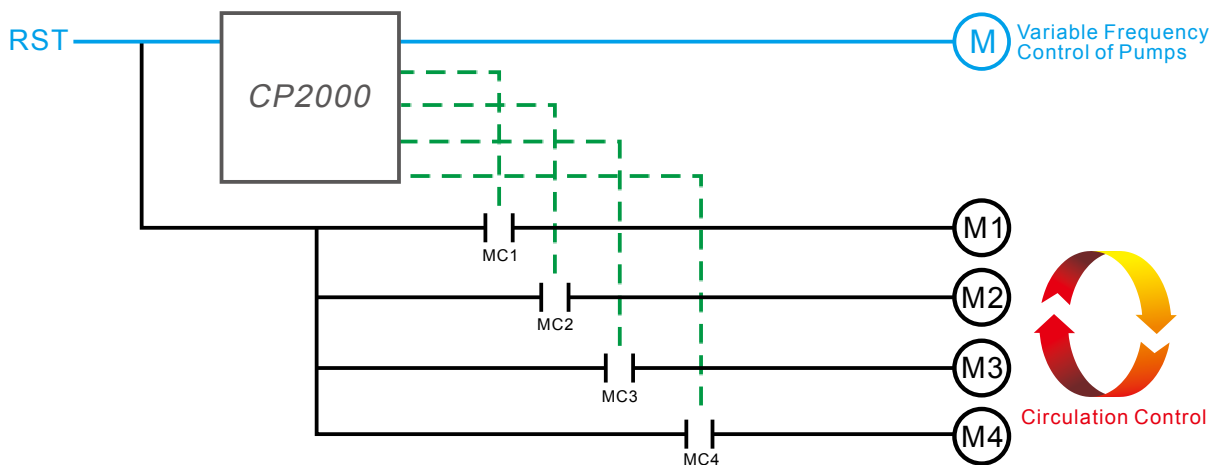 RST
CP2000
M
Variable Frequency
Control of Pumps
M1
MC1
M2
MC2
M3
MC3
Circulation Control
M4
MC4